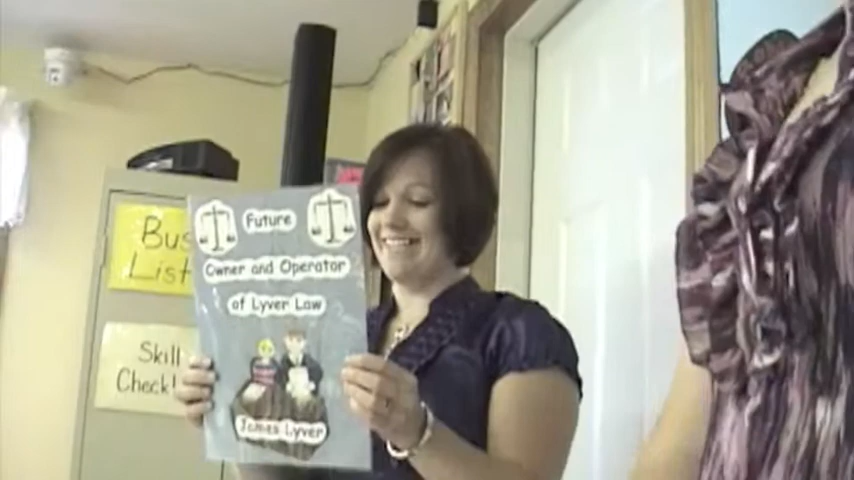 Future
Owner and Operator
of Lyver Law
James Lyver
Bus
List
Skill
Check!